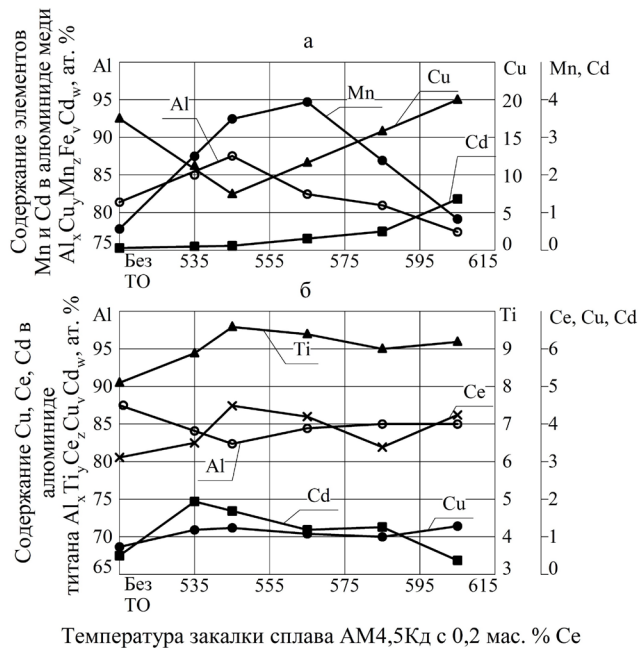 а
Содержание элементов
Mn и Cd в алюминиде меди
AlxCuyMnzFevCdw, ат. %
Al
Cu
Mn, Cd
95
90
85
80
75
20
15
10
5
0
4
3
2
1
0
Al
Mn
Cu
Cd
Без
ТО
535
555
575
595
615
б
Содержание Cu, Ce, Cd в
алюминиде
титана AlxTiyCezCuvCdw, ат. %
Al
Ti
Ce, Cu, Cd
95
90
85
80
70
65
9
8
7
6
5
4
3
6
5
4
3
2
1
0
Ti
Ce
Al
Cd
Cu
Без
ТО
535
555
575
595
615
Температура закалки сплава АМ4,5Кд с 0,2 мас. % Ce